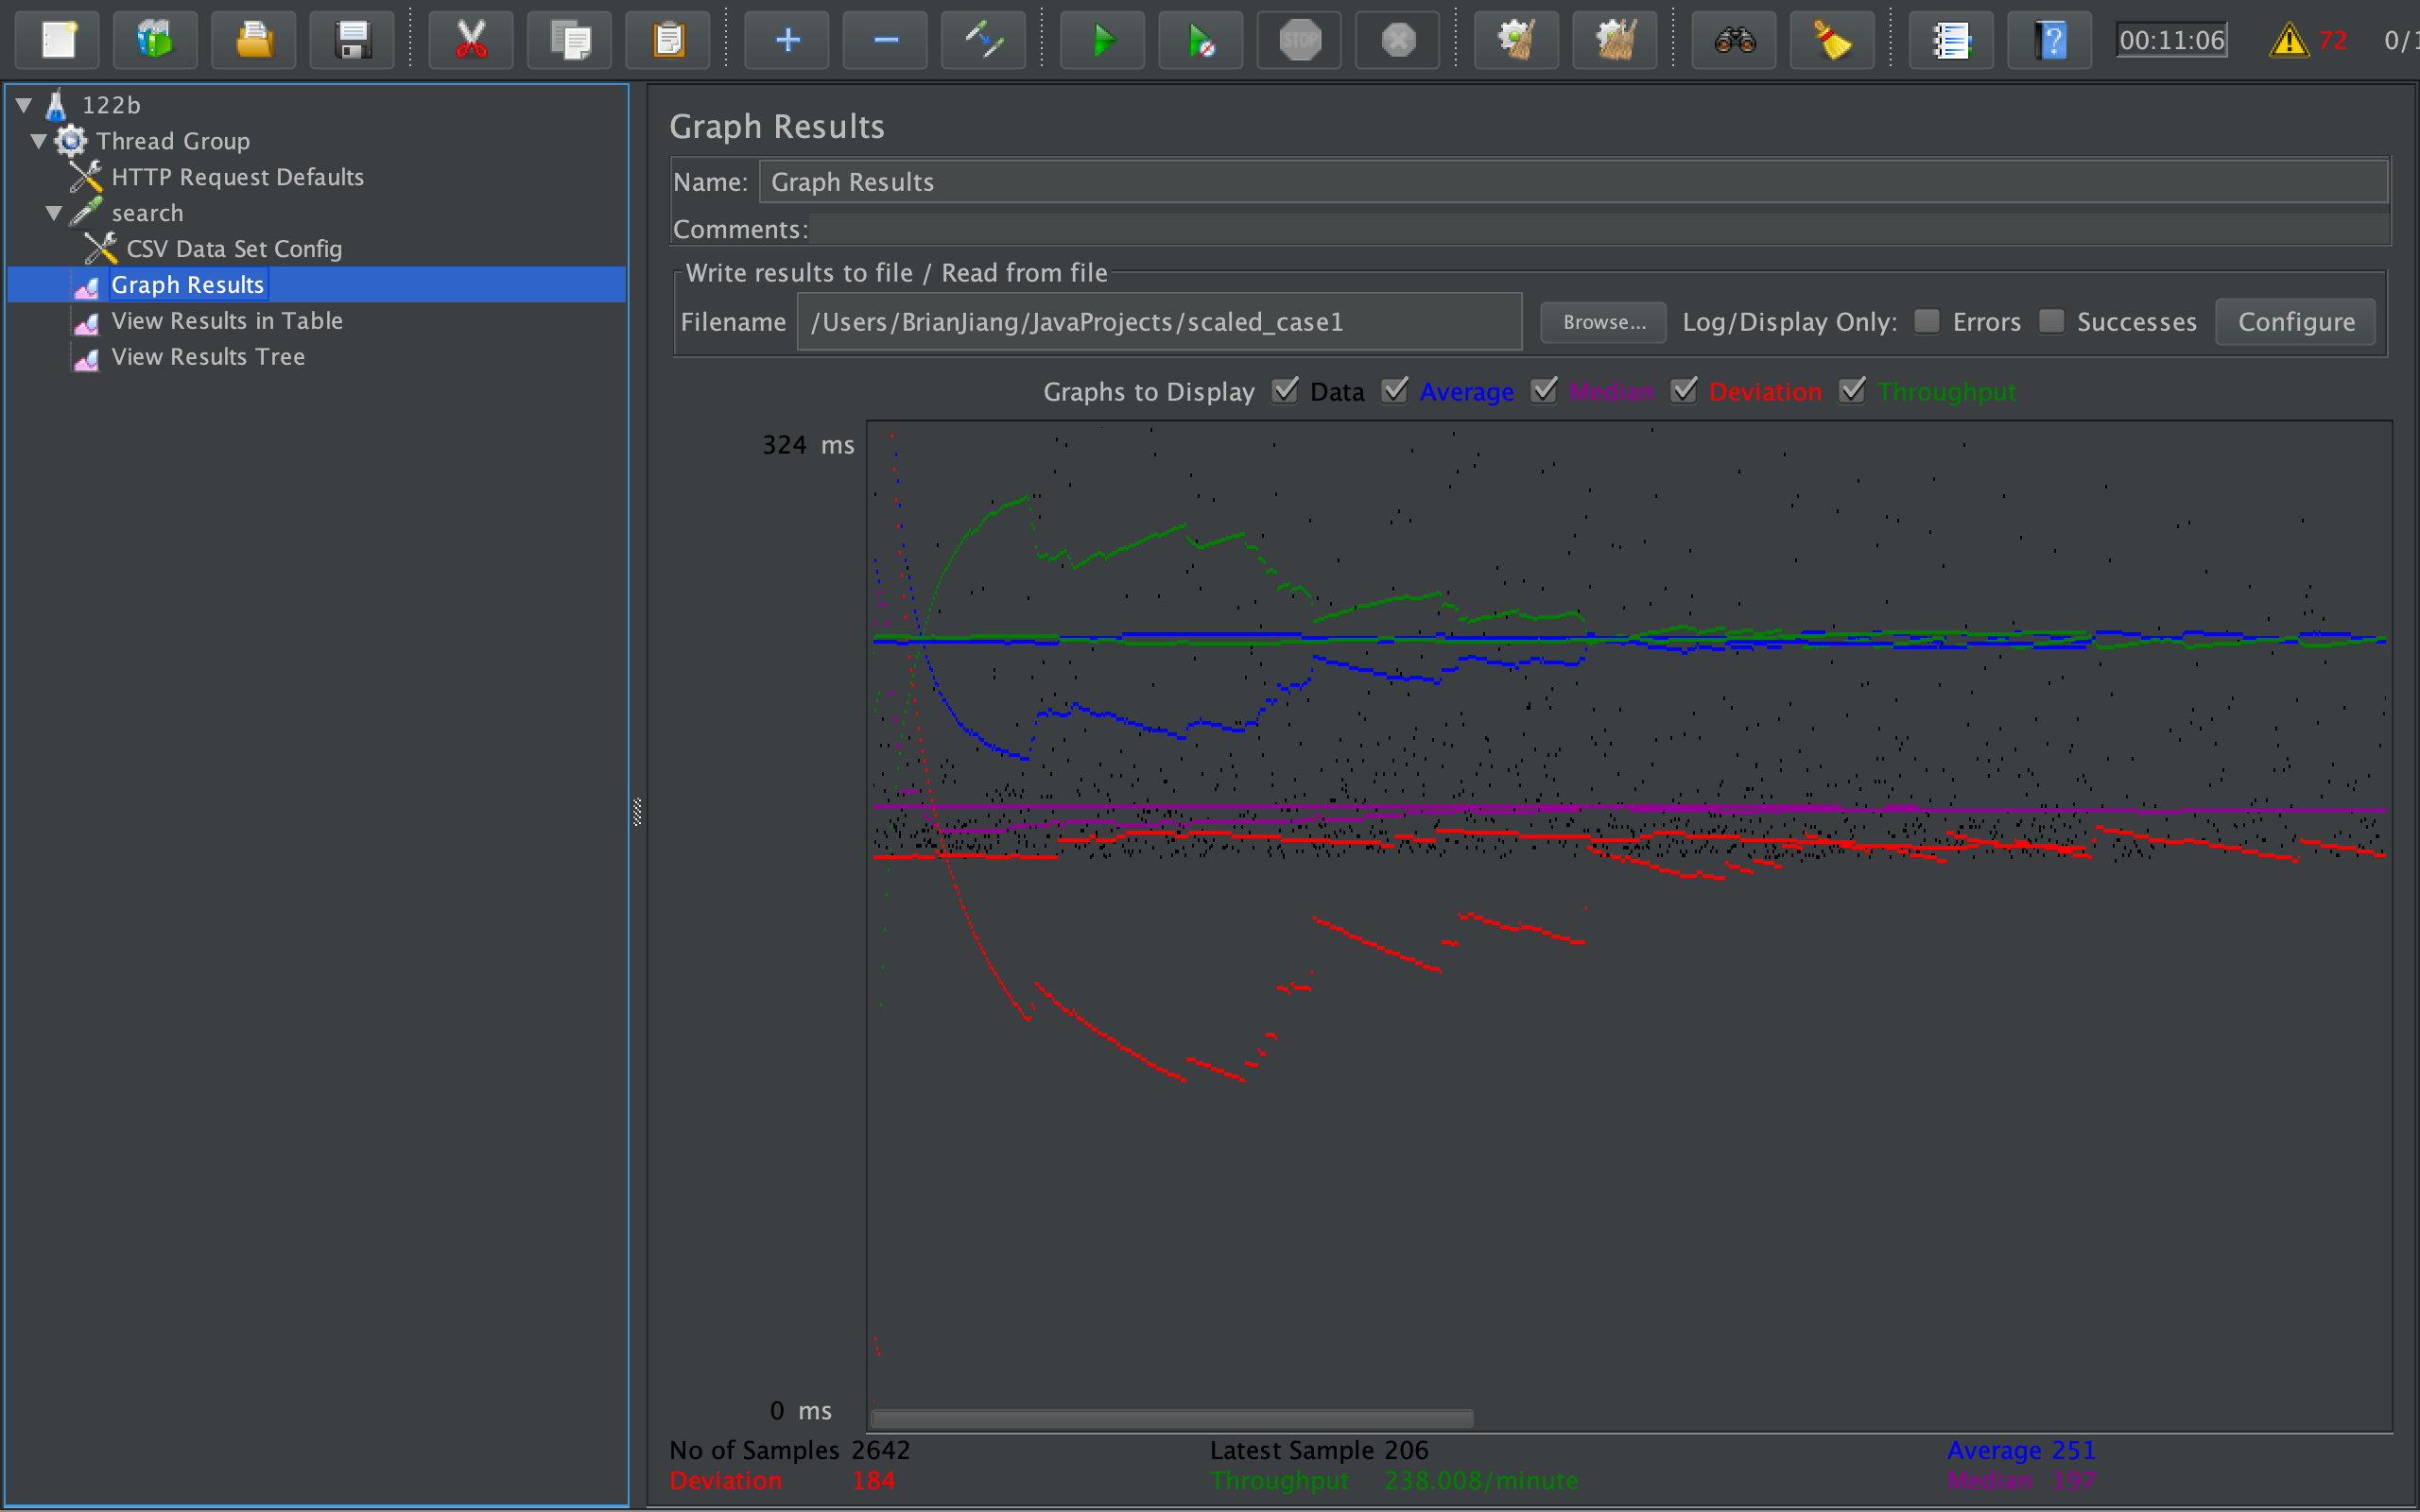 STOP
00:11:06 72 0/1
122b
Thread Group
HTTP Request Defaults
search
CSV Data Set Config
Graph Results
View Results in Table
View Results Tree
Graph Results
Name: Graph Results
Comments:
Write results to file / Read from file
Filename /Users/BrianJiang/JavaProjects/scaled_case1 Browse... Log/Display Only: Errors Successes Configure
Graphs to Display Data Average Median Deviation Throughput
324 ms
0 ms
No of Samples 2642 Latest Sample 206 Average 251
Deviation 184 Throughput 238.008/minute Median 197